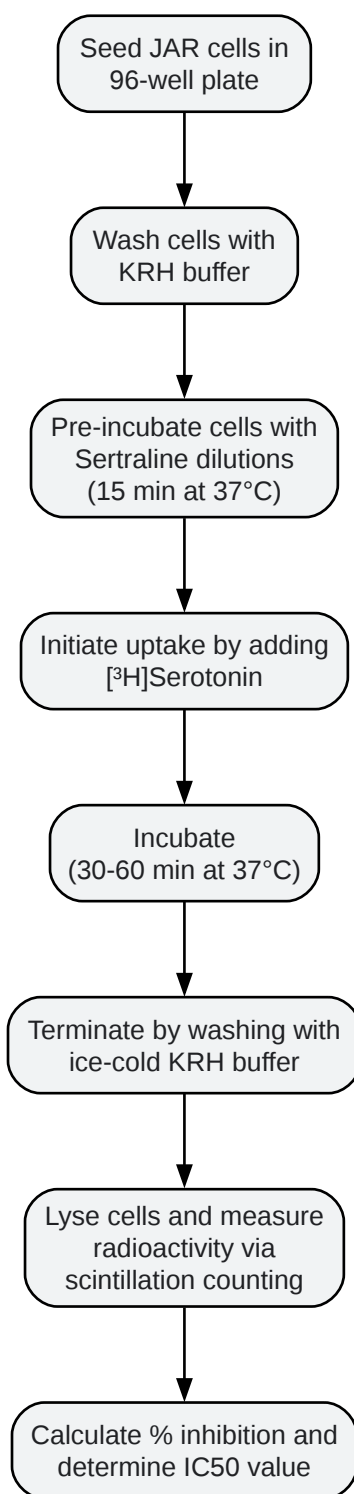 Seed JAR cells in
96-well plate
Wash cells with
KRH buffer
Pre-incubate cells with
Sertraline dilutions
(15 min at 37°C)
Initiate uptake by adding
[³H]Serotonin
Incubate
(30-60 min at 37°C)
Terminate by washing with
ice-cold KRH buffer
Lyse cells and measure
radioactivity via
scintillation counting
Calculate % inhibition and
determine IC50 value